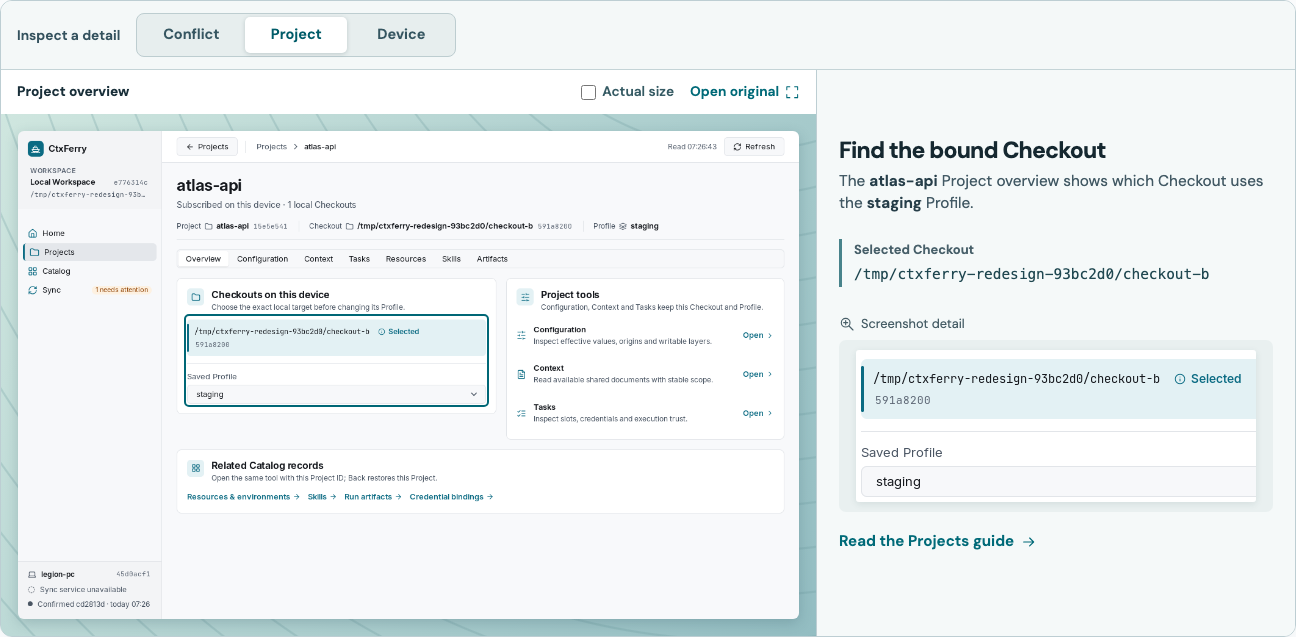 Inspect a detail
Conflict
Project
Device
Project overview
Actual size
Open original
CtxFerry
WORKSPACE
Local Workspace e776314c
/tmp/ctxferry-redesign-93b…
Home
Projects
Catalog
Sync 1 needs attention
legion-pc 45d0acf1
Sync service unavailable
Confirmed cd2813d · today 07:26
Projects
Projects > atlas-api
Read 07:26:43
Refresh
atlas-api
Subscribed on this device · 1 local Checkouts
Project atlas-api 15e5e541 Checkout /tmp/ctxferry-redesign-93bc2d0/checkout-b 591a8200 Profile staging
Overview Configuration Context Tasks Resources Skills Artifacts
Checkouts on this device
Choose the exact local target before changing its Profile.
/tmp/ctxferry-redesign-93bc2d0/checkout-b Selected
591a8200
Saved Profile
staging
Project tools
Configuration, Context and Tasks keep this Checkout and Profile.
Configuration
Inspect effective values, origins and writable layers.
Open
Context
Read available shared documents with stable scope.
Open
Tasks
Inspect slots, credentials and execution trust.
Open
Related Catalog records
Open the same tool with this Project ID; Back restores this Project.
Resources & environments → Skills → Run artifacts → Credential bindings →
Find the bound Checkout
The atlas-api Project overview shows which Checkout uses
the staging Profile.
Selected Checkout
/tmp/ctxferry-redesign-93bc2d0/checkout-b
Screenshot detail
/tmp/ctxferry-redesign-93bc2d0/checkout-b Selected
591a8200
Saved Profile
staging
Read the Projects guide →